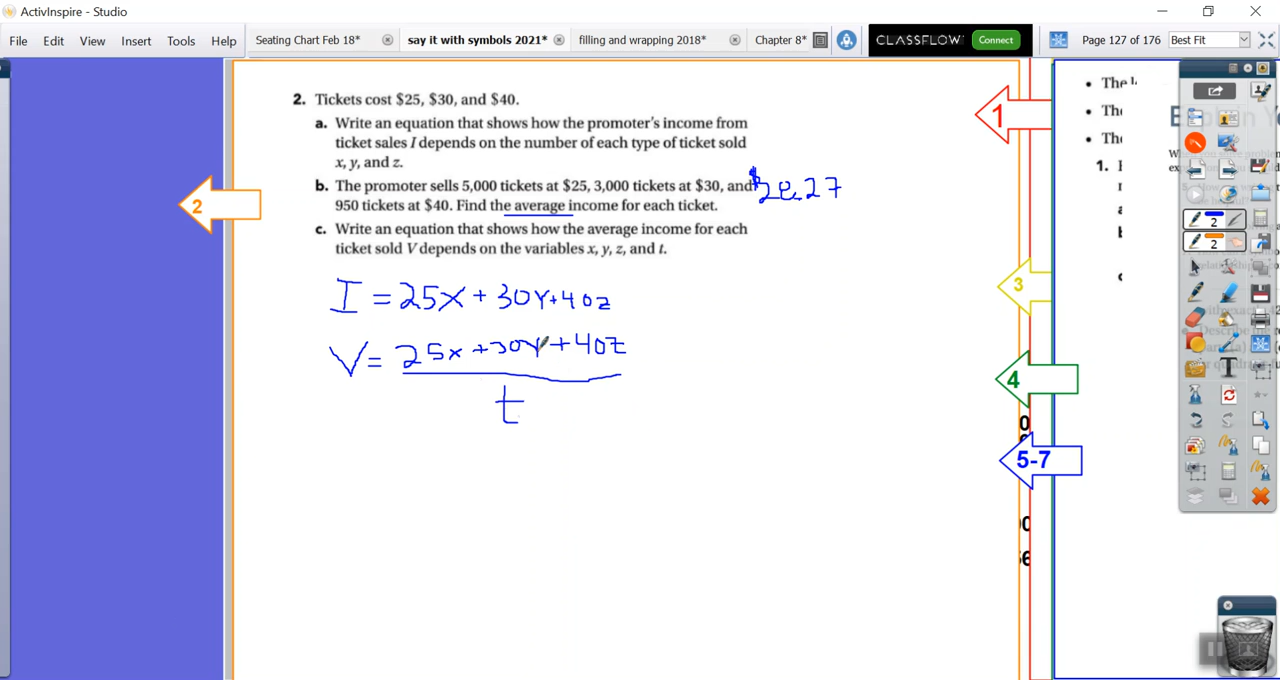 ActivInspire - Studio
File Edit View Insert Tools Help
Seating Chart Feb 18*
say it with symbols 2021*
filling and wrapping 2018*
Chapter 8*
CLASSFLOW Connect
Page 127 of 176
Best Fit
2. Tickets cost $25, $30, and $40.
a. Write an equation that shows how the promoter's income from
ticket sales I depends on the number of each type of ticket sold
x, y, and z.
b. The promoter sells 5,000 tickets at $25, 3,000 tickets at $30, and
950 tickets at $40. Find the average income for each ticket.
c. Write an equation that shows how the average income for each
ticket sold V depends on the variables x, y, z, and t.
I = 25x + 30Y + 40z
V = 25x + 30Y + 40z
t
2
1
3
4
5-7
1.
2
2
T